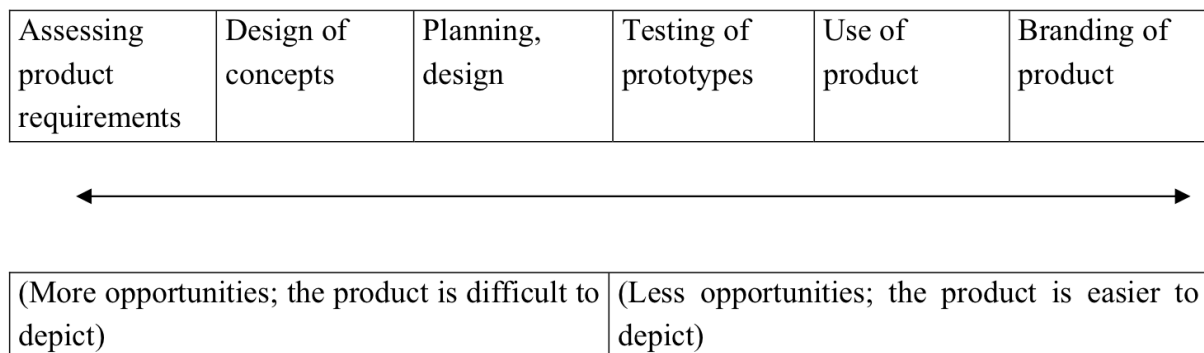 Assessing product requirements
Design of concepts
Planning, design
Testing of prototypes
Use of product
Branding of product
(More opportunities; the product is difficult to depict)
(Less opportunities; the product is easier to depict)